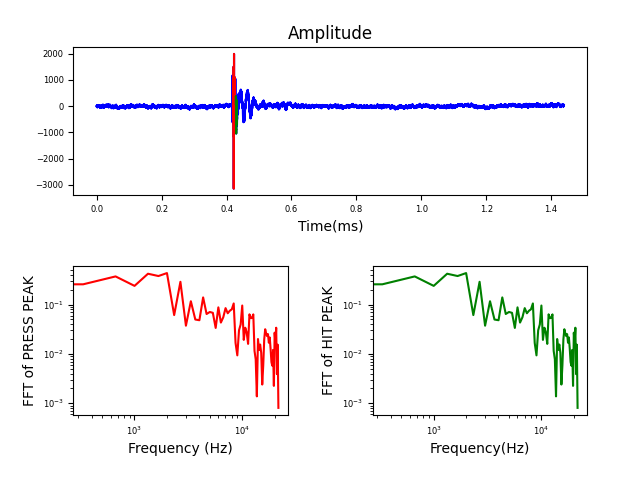 Amplitude
2000
1000
0
−1000
−2000
−3000
0.0 0.2 0.4 0.6 0.8 1.0 1.2 1.4
Time(ms)
FFT of PRESS PEAK
10⁻¹
10⁻²
10⁻³
10³ 10⁴
Frequency (Hz)
FFT of HIT PEAK
10⁻¹
10⁻²
10⁻³
10³ 10⁴
Frequency(Hz)